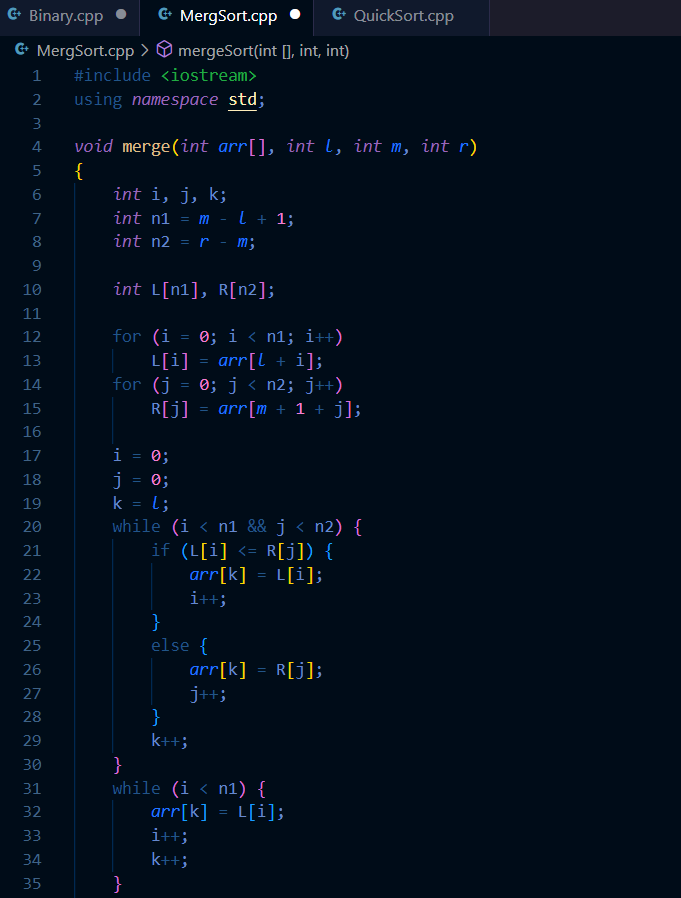 Binary.cpp MergSort.cpp QuickSort.cpp
MergSort.cpp > mergeSort(int [], int, int)
1 #include <iostream>
2 using namespace std;
3
4 void merge(int arr[], int l, int m, int r)
5 {
6     int i, j, k;
7     int n1 = m - l + 1;
8     int n2 = r - m;
9
10     int L[n1], R[n2];
11
12     for (i = 0; i < n1; i++)
13         L[i] = arr[l + i];
14     for (j = 0; j < n2; j++)
15         R[j] = arr[m + 1 + j];
16
17     i = 0;
18     j = 0;
19     k = l;
20     while (i < n1 && j < n2) {
21         if (L[i] <= R[j]) {
22             arr[k] = L[i];
23             i++;
24         }
25         else {
26             arr[k] = R[j];
27             j++;
28         }
29         k++;
30     }
31     while (i < n1) {
32         arr[k] = L[i];
33         i++;
34         k++;
35     }